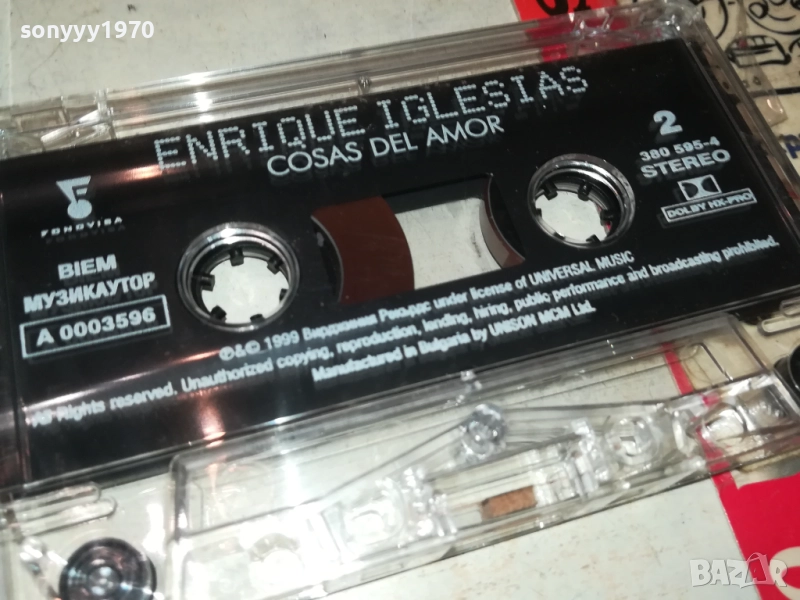 sonyyy1970
ENRIQUE IGLESIAS
COSAS DEL AMOR
2
380 595-4
STEREO
DOLBY HX-PRO
FONOVISA
BIEM
МУЗИКАУТОР
A 0003596
℗&© 1999 Вирджиния Рекърдс under license of UNIVERSAL MUSIC
All Rights reserved. Unauthorized copying, reproduction, lending, hiring, public performance and broadcasting prohibited.
Manufactured in Bulgaria by UNISON MCM Ltd.
BAZAR